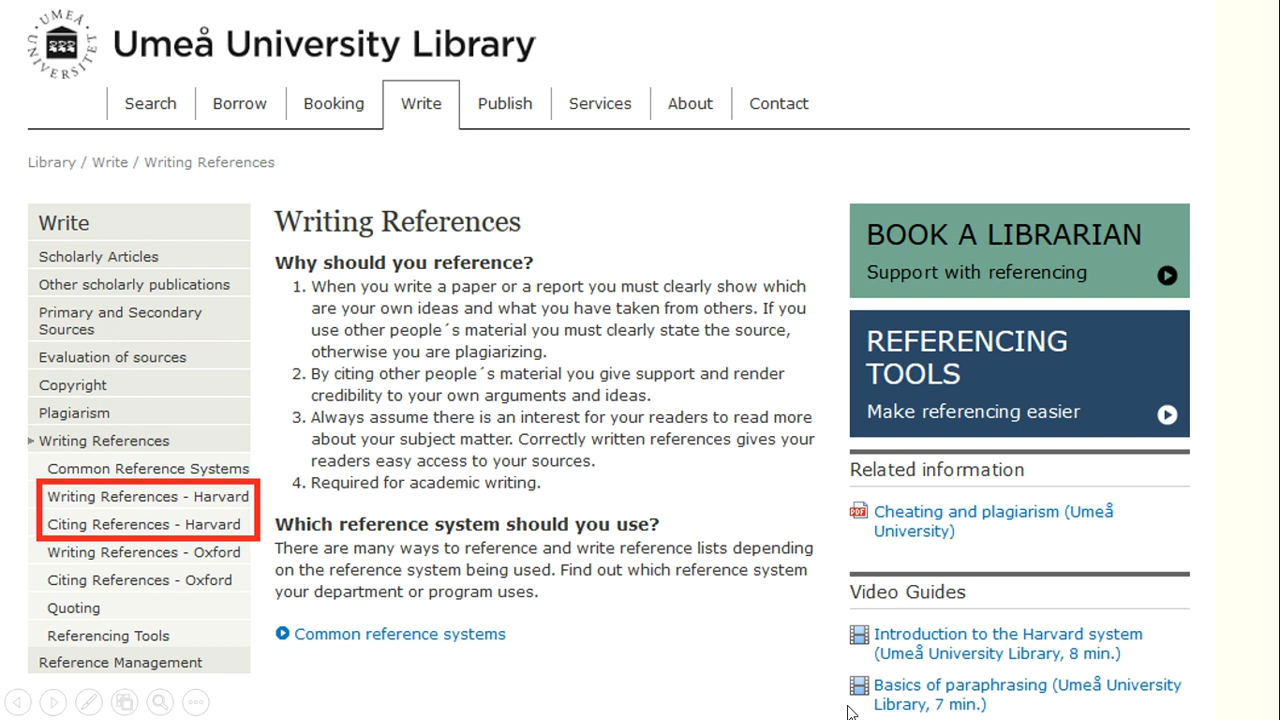 UMEÅ UNIVERSITET
Umeå University Library
Search
Borrow
Booking
Write
Publish
Services
About
Contact
Library / Write / Writing References
Write
Scholarly Articles
Other scholarly publications
Primary and Secondary
Sources
Evaluation of sources
Copyright
Plagiarism
Writing References
Common Reference Systems
Writing References - Harvard
Citing References - Harvard
Writing References - Oxford
Citing References - Oxford
Quoting
Referencing Tools
Reference Management
Writing References
Why should you reference?
1. When you write a paper or a report you must clearly show which
are your own ideas and what you have taken from others. If you
use other people´s material you must clearly state the source,
otherwise you are plagiarizing.
2. By citing other people´s material you give support and render
credibility to your own arguments and ideas.
3. Always assume there is an interest for your readers to read more
about your subject matter. Correctly written references gives your
readers easy access to your sources.
4. Required for academic writing.
Which reference system should you use?
There are many ways to reference and write reference lists depending
on the reference system being used. Find out which reference system
your department or program uses.
Common reference systems
BOOK A LIBRARIAN
Support with referencing
REFERENCING
TOOLS
Make referencing easier
Related information
PDF
Cheating and plagiarism (Umeå
University)
Video Guides
Introduction to the Harvard system
(Umeå University Library, 8 min.)
Basics of paraphrasing (Umeå University
Library, 7 min.)